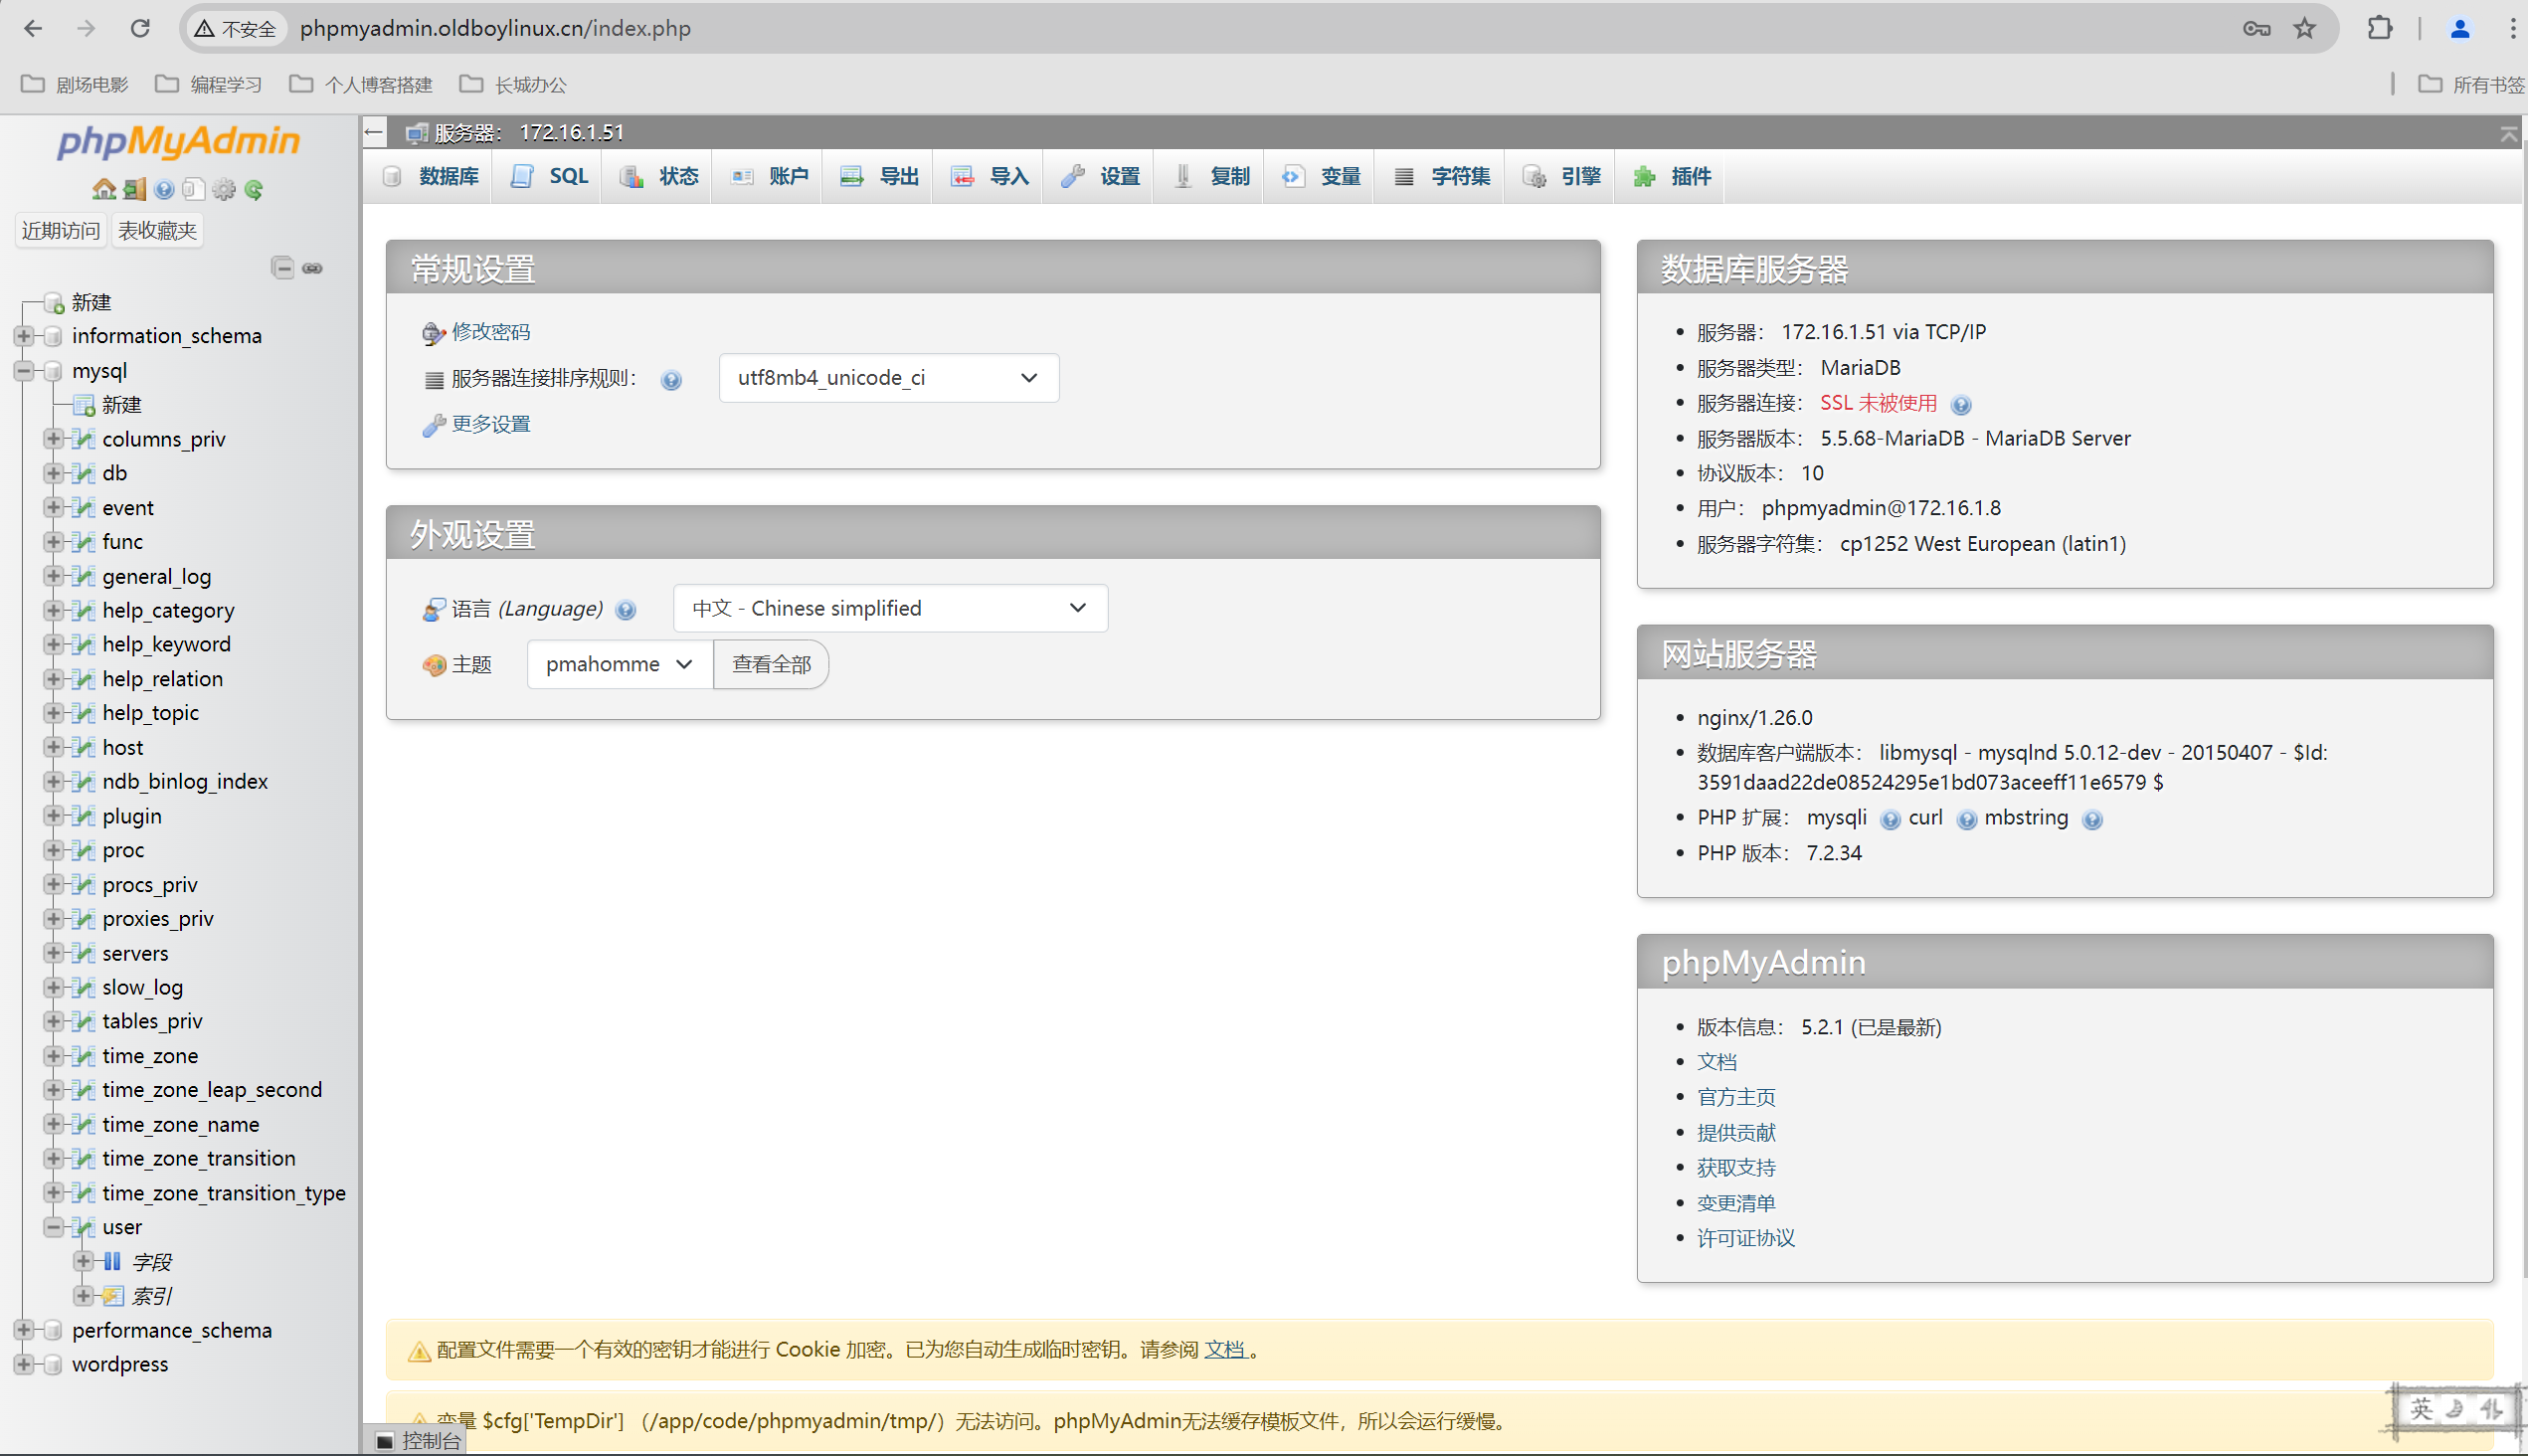 不安全 phpmyadmin.oldboylinux.cn/index.php
剧场电影 编程学习 个人博客搭建 长城办公 所有书签
phpMyAdmin
近期访问 表收藏夹
新建
information_schema
mysql
新建
columns_priv
db
event
func
general_log
help_category
help_keyword
help_relation
help_topic
host
ndb_binlog_index
plugin
proc
procs_priv
proxies_priv
servers
slow_log
tables_priv
time_zone
time_zone_leap_second
time_zone_name
time_zone_transition
time_zone_transition_type
user
字段
索引
performance_schema
wordpress
服务器： 172.16.1.51
数据库 SQL 状态 账户 导出 导入 设置 复制 变量 字符集 引擎 插件
常规设置
修改密码
服务器连接排序规则： utf8mb4_unicode_ci
更多设置
外观设置
语言 (Language) 中文 - Chinese simplified
主题 pmahomme 查看全部
数据库服务器
服务器： 172.16.1.51 via TCP/IP
服务器类型： MariaDB
服务器连接： SSL 未被使用
服务器版本： 5.5.68-MariaDB - MariaDB Server
协议版本： 10
用户： phpmyadmin@172.16.1.8
服务器字符集： cp1252 West European (latin1)
网站服务器
nginx/1.26.0
数据库客户端版本： libmysql - mysqlnd 5.0.12-dev - 20150407 - $Id:
3591daad22de08524295e1bd073aceeff11e6579 $
PHP 扩展： mysqli curl mbstring
PHP 版本： 7.2.34
phpMyAdmin
版本信息： 5.2.1 (已是最新)
文档
官方主页
提供贡献
获取支持
变更清单
许可证协议
配置文件需要一个有效的密钥才能进行 Cookie 加密。已为您自动生成临时密钥。请参阅 文档 。
变量 $cfg['TempDir'] （/app/code/phpmyadmin/tmp/）无法访问。phpMyAdmin无法缓存模板文件，所以会运行缓慢。
控制台
英